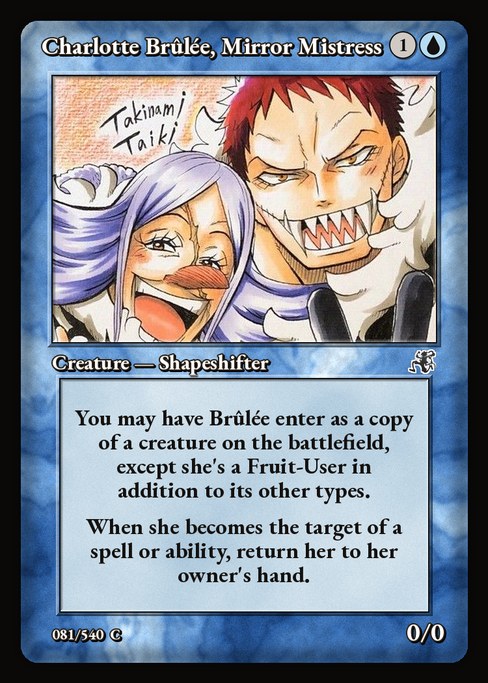 Charlotte Brûlée, Mirror Mistress 1
Takinami
Taiki
Creature — Shapeshifter
You may have Brûlée enter as a copy
of a creature on the battlefield,
except she's a Fruit-User in
addition to its other types.
When she becomes the target of a
spell or ability, return her to her
owner's hand.
081/540 C
0/0